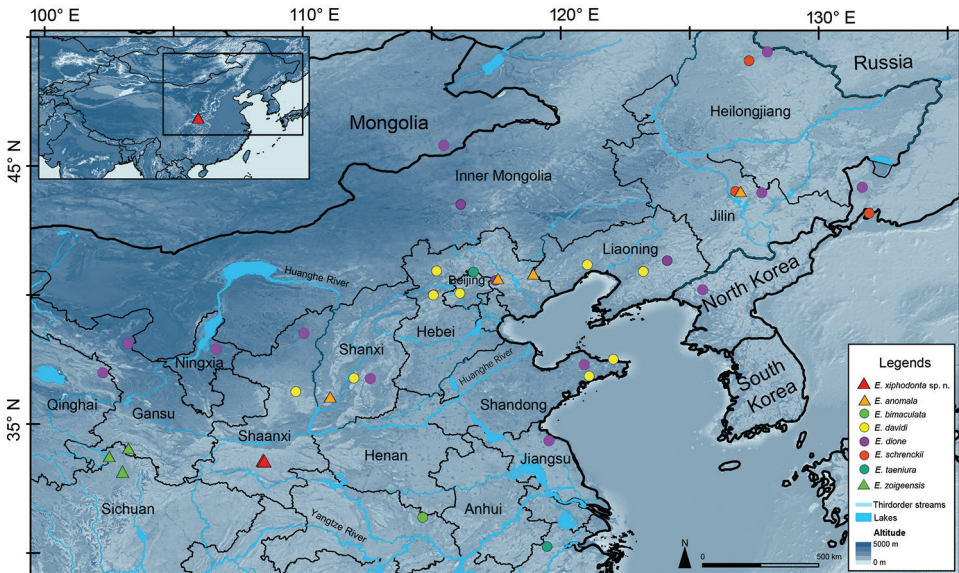 100° E
110° E
120° E
130° E
Russia
Heilongjiang
Mongolia
45° N
Inner Mongolia
Jilin
Liaoning
Huanghe River
Beijing
North Korea
Hebei
Shanxi
Ningxia
Huanghe River
South
Korea
Qinghai
Gansu
Shandong
35° N
Shaanxi
Henan
Jiangsu
Sichuan
Anhui
Yangtze River
N
0
500 km
Legends
E. xiphodonta sp. n.
E. anomala
E. bimaculata
E. davidi
E. dione
E. schrenckii
E. taeniura
E. zoigeensis
Thirdorder streams
Lakes
Altitude
5000 m
0 m